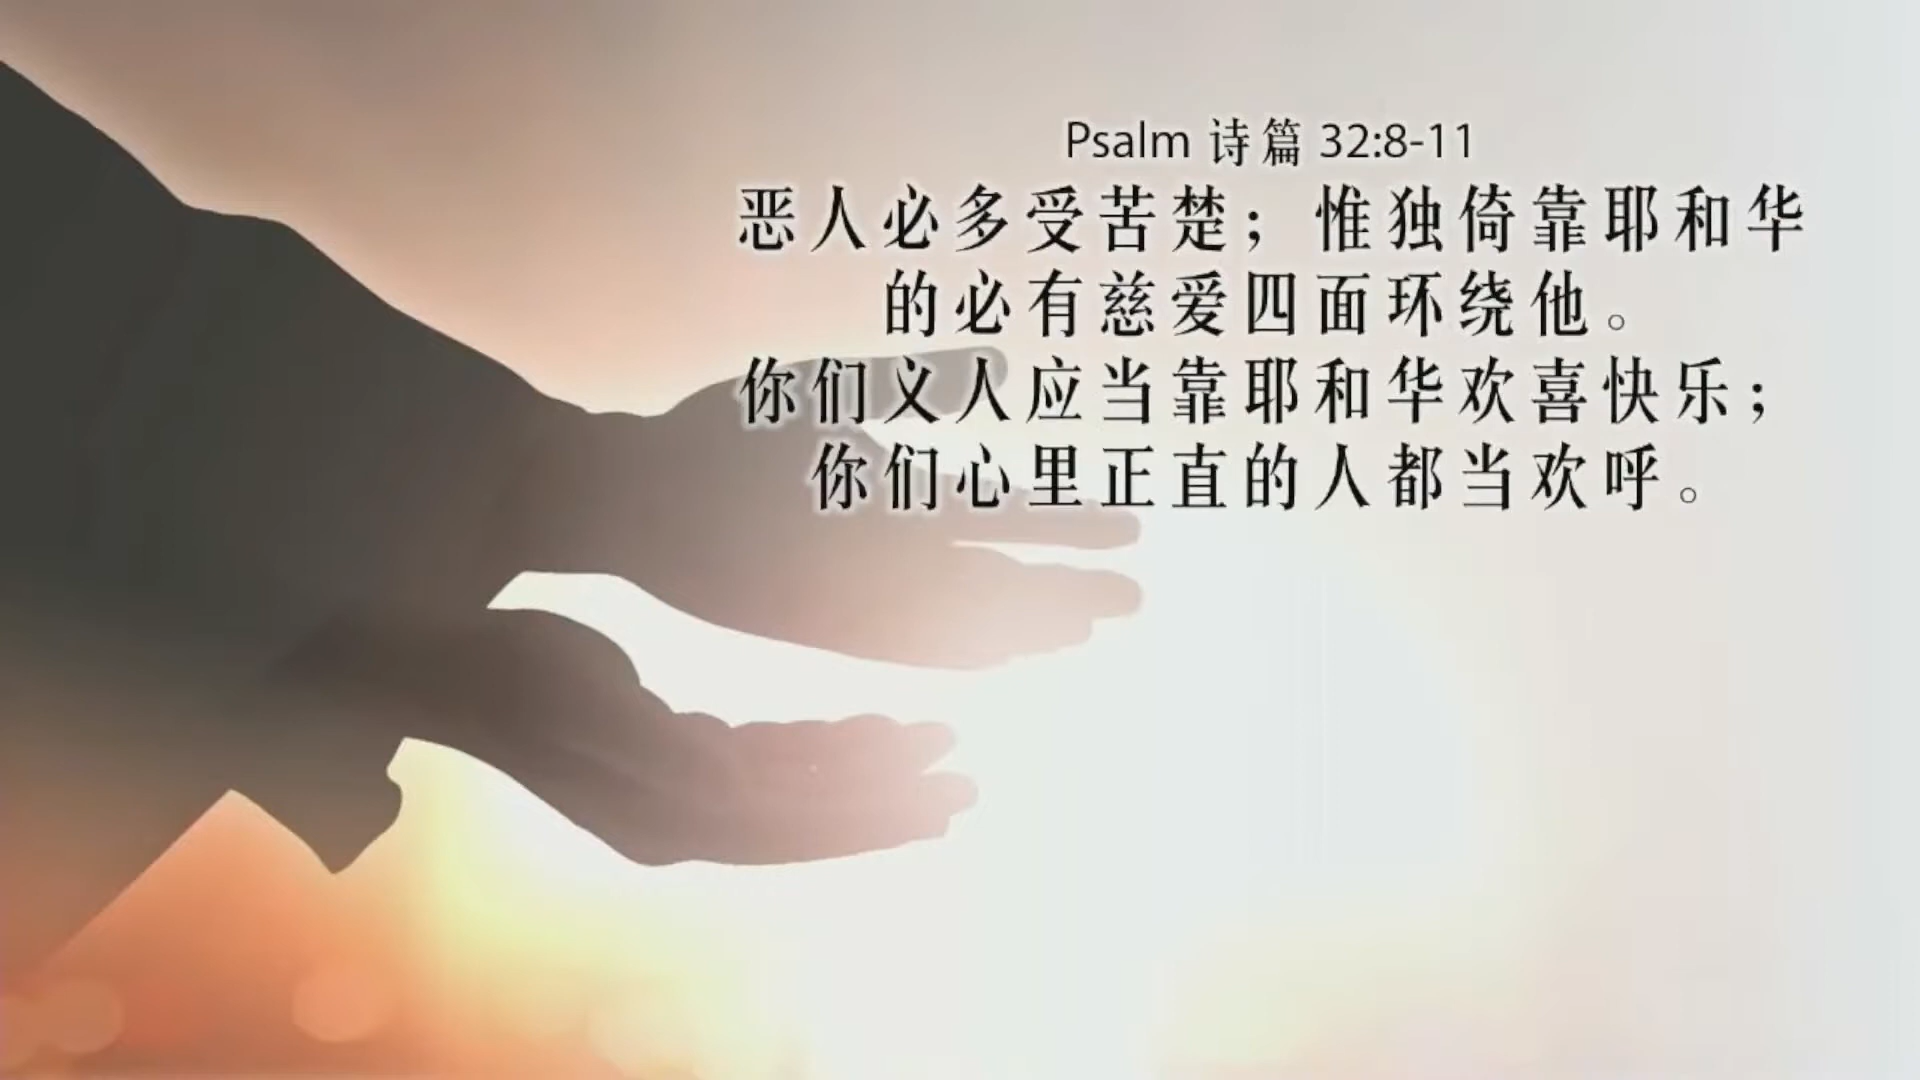 Psalm 诗篇 32:8-11
恶人必多受苦楚；惟独倚靠耶和华
的必有慈爱四面环绕他。
你们义人应当靠耶和华欢喜快乐；
你们心里正直的人都当欢呼。